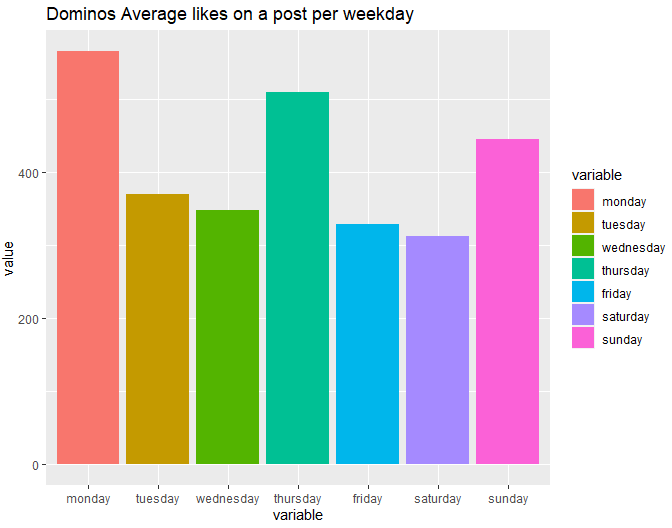 Dominos Average likes on a post per weekday
value
400
200
0
monday
tuesday
wednesday
thursday
friday
saturday
sunday
variable
variable
monday
tuesday
wednesday
thursday
friday
saturday
sunday